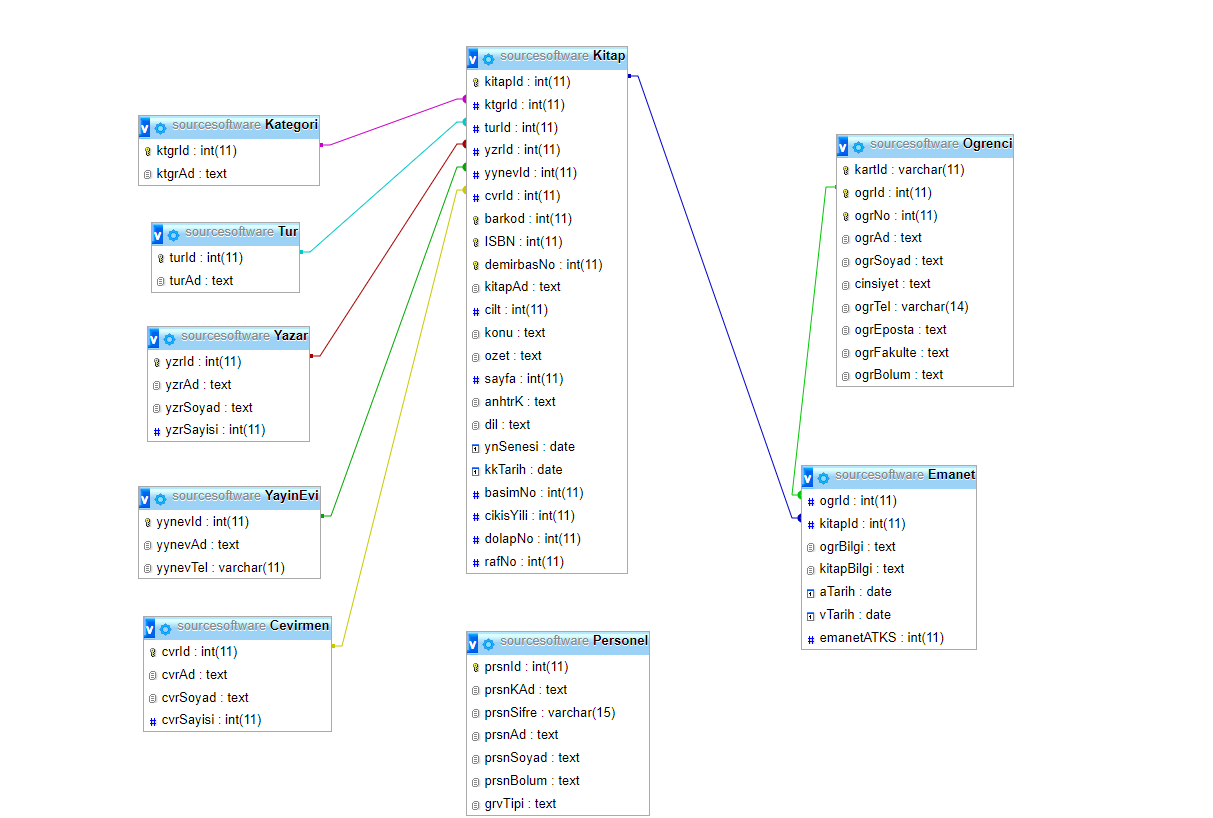 sourcesoftware Kategori
ktgrId : int(11)
ktgrAd : text
sourcesoftware Tur
turId : int(11)
turAd : text
sourcesoftware Yazar
yzrId : int(11)
yzrAd : text
yzrSoyad : text
yzrSayisi : int(11)
sourcesoftware YayinEvi
yynevId : int(11)
yynevAd : text
yynevTel : varchar(11)
sourcesoftware Cevirmen
cvrId : int(11)
cvrAd : text
cvrSoyad : text
cvrSayisi : int(11)
sourcesoftware Kitap
kitapId : int(11)
ktgrId : int(11)
turId : int(11)
yzrId : int(11)
yynevId : int(11)
cvrId : int(11)
barkod : int(11)
ISBN : int(11)
demirbasNo : int(11)
kitapAd : text
cilt : int(11)
konu : text
ozet : text
sayfa : int(11)
anhtrK : text
dil : text
ynSenesi : date
kkTarih : date
basimNo : int(11)
cikisYili : int(11)
dolapNo : int(11)
rafNo : int(11)
sourcesoftware Personel
prsnId : int(11)
prsnKAd : text
prsnSifre : varchar(15)
prsnAd : text
prsnSoyad : text
prsnBolum : text
grvTipi : text
sourcesoftware Ogrenci
kartId : varchar(11)
ogrId : int(11)
ogrNo : int(11)
ogrAd : text
ogrSoyad : text
cinsiyet : text
ogrTel : varchar(14)
ogrEposta : text
ogrFakulte : text
ogrBolum : text
sourcesoftware Emanet
ogrId : int(11)
kitapId : int(11)
ogrBilgi : text
kitapBilgi : text
aTarih : date
vTarih : date
emanetATKS : int(11)